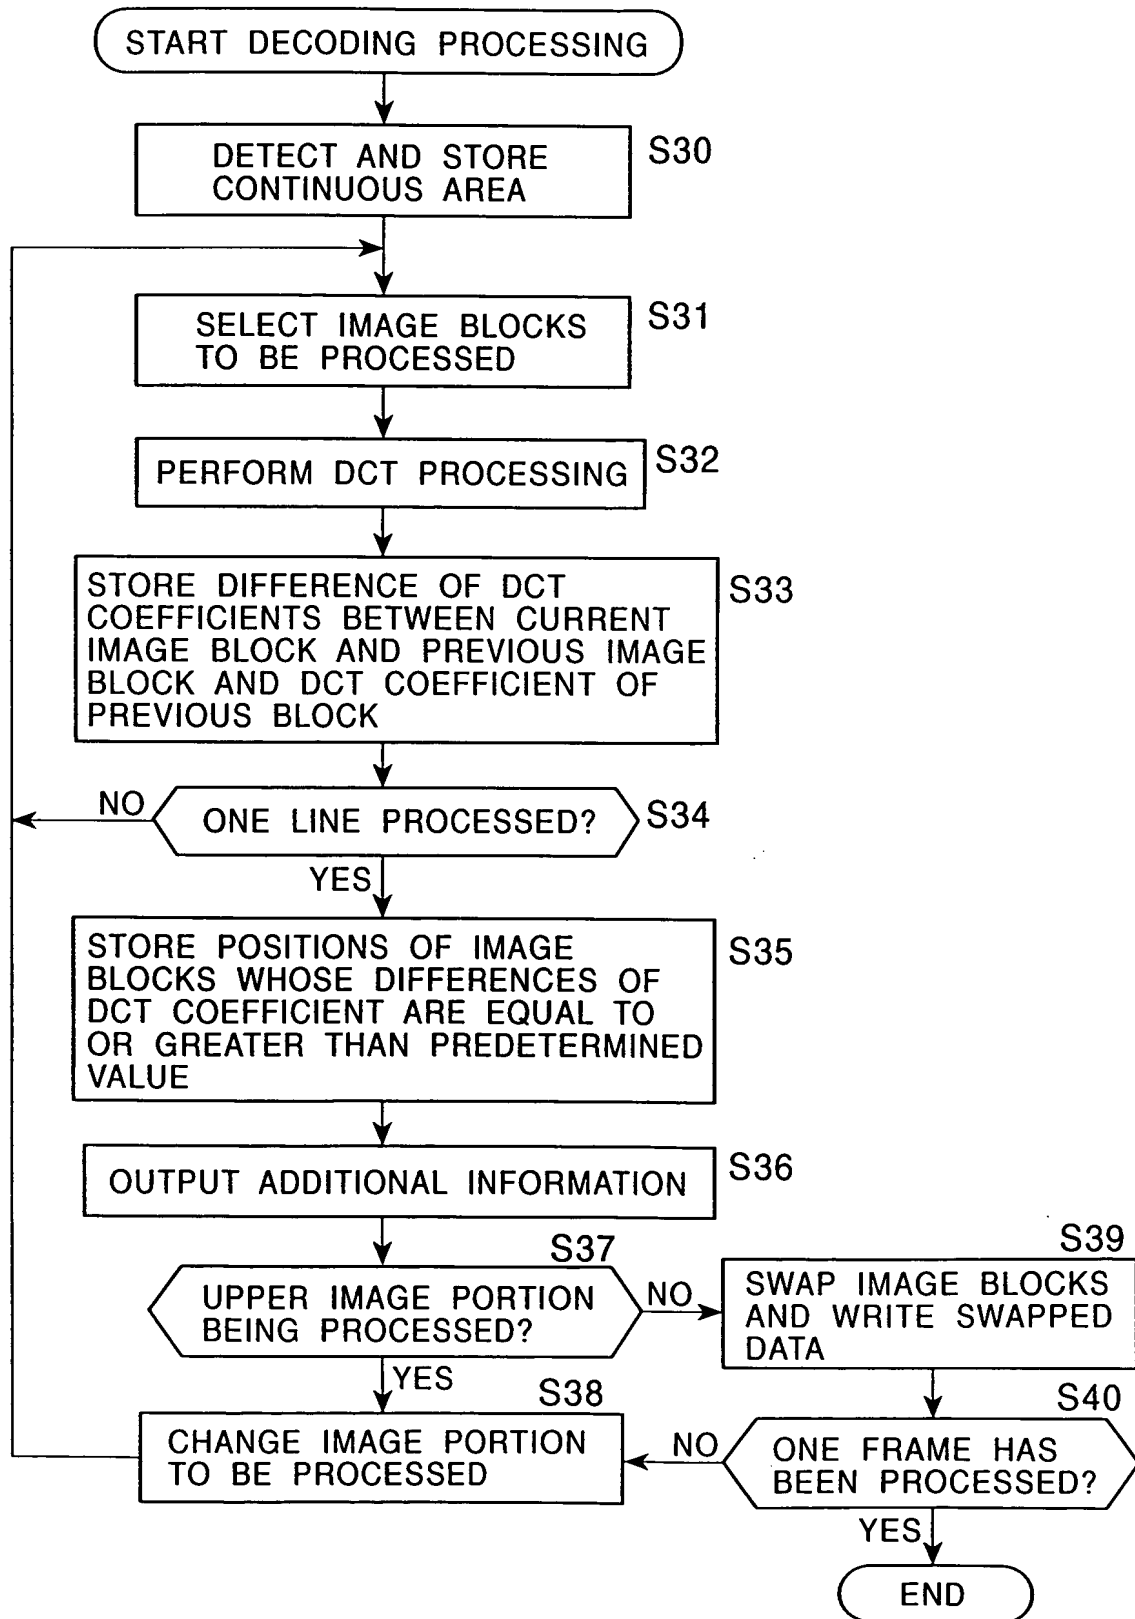 START DECODING PROCESSING
DETECT AND STORE
CONTINUOUS AREA
S30
SELECT IMAGE BLOCKS
TO BE PROCESSED
S31
PERFORM DCT PROCESSING
S32
STORE DIFFERENCE OF DCT
COEFFICIENTS BETWEEN CURRENT
IMAGE BLOCK AND PREVIOUS IMAGE
BLOCK AND DCT COEFFICIENT OF
PREVIOUS BLOCK
S33
NO
ONE LINE PROCESSED?
S34
YES
STORE POSITIONS OF IMAGE
BLOCKS WHOSE DIFFERENCES OF
DCT COEFFICIENT ARE EQUAL TO
OR GREATER THAN PREDETERMINED
VALUE
S35
OUTPUT ADDITIONAL INFORMATION
S36
S37
UPPER IMAGE PORTION
BEING PROCESSED?
NO
S39
SWAP IMAGE BLOCKS
AND WRITE SWAPPED
DATA
YES
S38
CHANGE IMAGE PORTION
TO BE PROCESSED
NO
S40
ONE FRAME HAS
BEEN PROCESSED?
YES
END